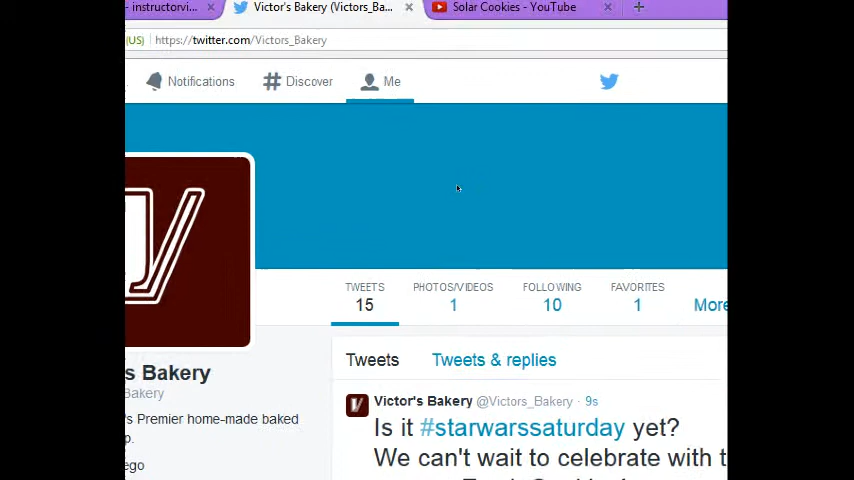 - instructorvi...
Victor's Bakery (Victors_Ba...
Solar Cookies - YouTube
(US) https://twitter.com/Victors_Bakery
Notifications
Discover
Me
TWEETS
PHOTOS/VIDEOS
FOLLOWING
FAVORITES
15
1
10
1
More
Tweets
Tweets & replies
s Bakery
Bakery
's Premier home-made baked
p.
ego
Victor's Bakery @Victors_Bakery · 9s
Is it #starwarssaturday yet?
We can't wait to celebrate with t